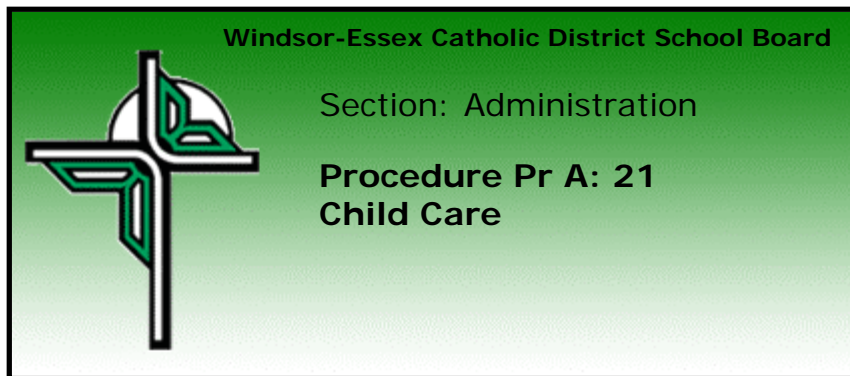 Windsor-Essex Catholic District School Board
Section: Administration
Procedure Pr A: 21
Child Care